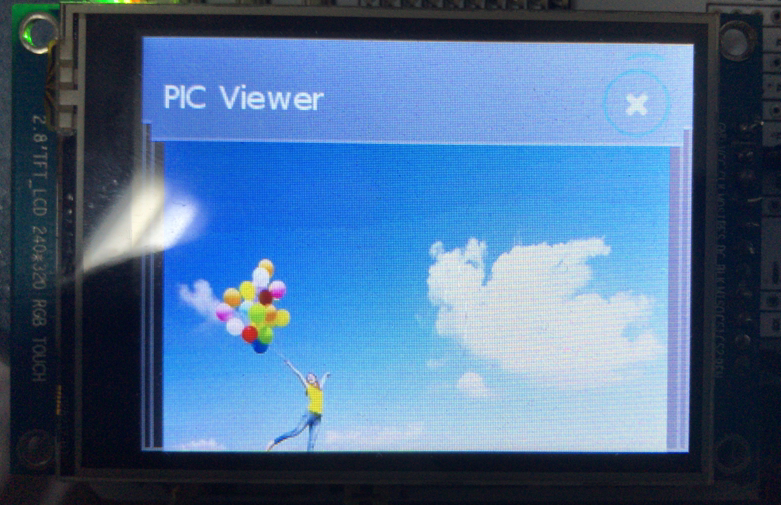 PIC Viewer
2.8'TFT_LCD 240x320 RGB TOUCH